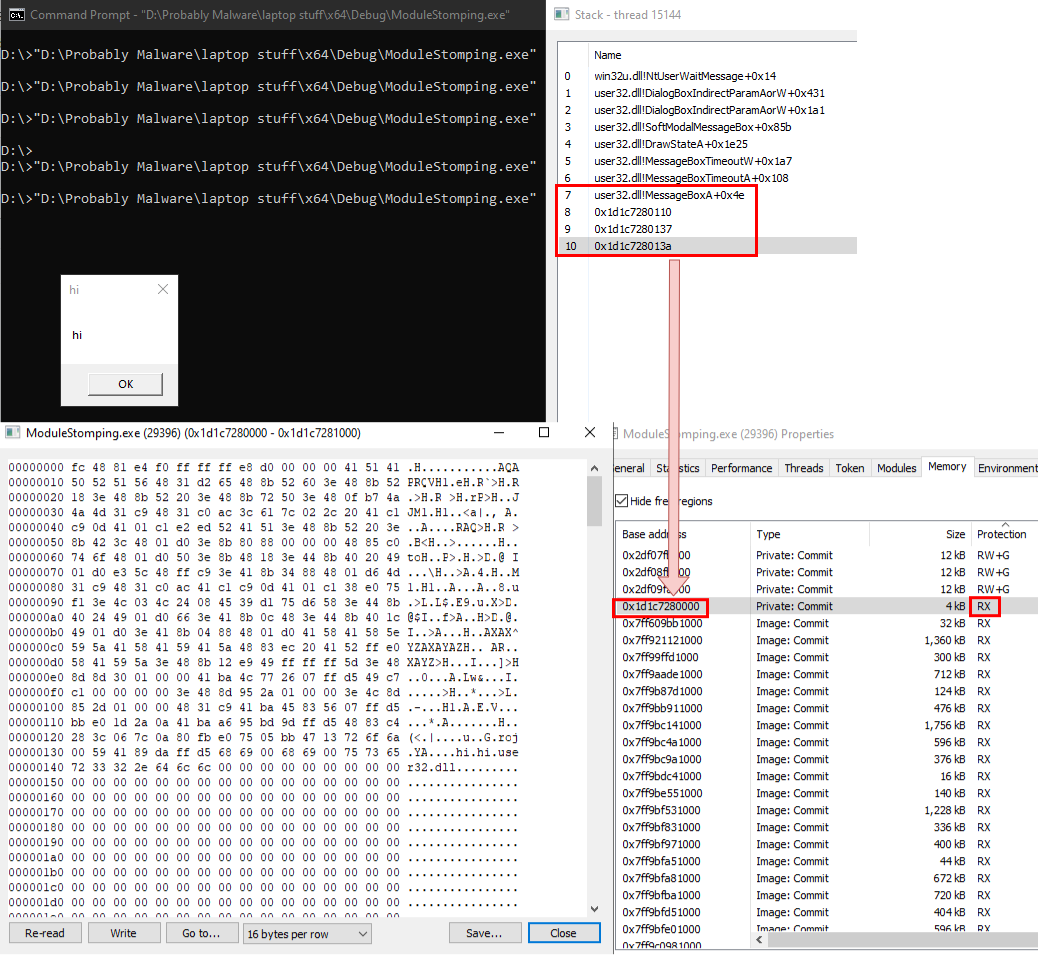 Command Prompt - "D:\Probably Malware\laptop stuff\x64\Debug\ModuleStomping.exe"
D:\>"D:\Probably Malware\laptop stuff\x64\Debug\ModuleStomping.exe"
D:\>"D:\Probably Malware\laptop stuff\x64\Debug\ModuleStomping.exe"
D:\>"D:\Probably Malware\laptop stuff\x64\Debug\ModuleStomping.exe"
D:\>
D:\>"D:\Probably Malware\laptop stuff\x64\Debug\ModuleStomping.exe"
D:\>"D:\Probably Malware\laptop stuff\x64\Debug\ModuleStomping.exe"
hi
hi
OK
Stack - thread 15144
Name
0 win32u.dll!NtUserWaitMessage+0x14
1 user32.dll!DialogBoxIndirectParamAorW+0x431
2 user32.dll!DialogBoxIndirectParamAorW+0x1a1
3 user32.dll!SoftModalMessageBox+0x85b
4 user32.dll!DrawStateA+0x1e25
5 user32.dll!MessageBoxTimeoutW+0x1a7
6 user32.dll!MessageBoxTimeoutA+0x108
7 user32.dll!MessageBoxA+0x4e
8 0x1d1c7280110
9 0x1d1c7280137
10 0x1d1c728013a
ModuleStomping.exe (29396) (0x1d1c7280000 - 0x1d1c7281000)
00000000 fc 48 81 e4 f0 ff ff ff e8 d0 00 00 00 41 51 41 .H...........AQA
00000010 50 52 51 56 48 31 d2 65 48 8b 52 60 3e 48 8b 52 PRQVH1.eH.R`>H.R
00000020 18 3e 48 8b 52 20 3e 48 8b 72 50 3e 48 0f b7 4a .>H.R >H.rP>H..J
00000030 4a 4d 31 c9 48 31 c0 ac 3c 61 7c 02 2c 20 41 c1 JM1.H1..<a|., A.
00000040 c9 0d 41 01 c1 e2 ed 52 41 51 3e 48 8b 52 20 3e ..A....RAQ>H.R >
00000050 8b 42 3c 48 01 d0 3e 8b 80 88 00 00 00 48 85 c0 .B<H..>......H..
00000060 74 6f 48 01 d0 50 3e 8b 48 18 3e 44 8b 40 20 49 toH..P>.H.>D.@ I
00000070 01 d0 e3 5c 48 ff c9 3e 41 8b 34 88 48 01 d6 4d ...\H..>A.4.H..M
00000080 31 c9 48 31 c0 ac 41 c1 c9 0d 41 01 c1 38 e0 75 1.H1..A...A..8.u
00000090 f1 3e 4c 03 4c 24 08 45 39 d1 75 d6 58 3e 44 8b .>L.L$.E9.u.X>D.
000000a0 40 24 49 01 d0 66 3e 41 8b 0c 48 3e 44 8b 40 1c @$I..f>A..H>D.@.
000000b0 49 01 d0 3e 41 8b 04 88 48 01 d0 41 58 41 58 5e I..>A...H..AXAX^
000000c0 59 5a 41 58 41 59 41 5a 48 83 ec 20 41 52 ff e0 YZAXAYAZH.. AR..
000000d0 58 41 59 5a 3e 48 8b 12 e9 49 ff ff ff 5d 3e 48 XAYZ>H...I...]>H
000000e0 8d 8d 30 01 00 00 41 ba 4c 77 26 07 ff d5 49 c7 ..0...A.Lw&...I.
000000f0 c1 00 00 00 00 3e 48 8d 95 2a 01 00 00 3e 4c 8d .....>H..*...>L.
00000100 85 2d 01 00 00 48 31 c9 41 ba 45 83 56 07 ff d5 .-...H1.A.E.V...
00000110 bb e0 1d 2a 0a 41 ba a6 95 bd 9d ff d5 48 83 c4 ...*.A.......H..
00000120 28 3c 06 7c 0a 80 fb e0 75 05 bb 47 13 72 6f 6a (<.|....u..G.roj
00000130 00 59 41 89 da ff d5 68 69 00 68 69 00 75 73 65 .YA....hi.hi.use
00000140 72 33 32 2e 64 6c 6c 00 00 00 00 00 00 00 00 00 r32.dll.........
00000150 00 00 00 00 00 00 00 00 00 00 00 00 00 00 00 00 ................
00000160 00 00 00 00 00 00 00 00 00 00 00 00 00 00 00 00 ................
00000170 00 00 00 00 00 00 00 00 00 00 00 00 00 00 00 00 ................
00000180 00 00 00 00 00 00 00 00 00 00 00 00 00 00 00 00 ................
00000190 00 00 00 00 00 00 00 00 00 00 00 00 00 00 00 00 ................
000001a0 00 00 00 00 00 00 00 00 00 00 00 00 00 00 00 00 ................
000001b0 00 00 00 00 00 00 00 00 00 00 00 00 00 00 00 00 ................
000001c0 00 00 00 00 00 00 00 00 00 00 00 00 00 00 00 00 ................
000001d0 00 00 00 00 00 00 00 00 00 00 00 00 00 00 00 00 ................
000001e0 00 00 00 00 00 00 00 00 00 00 00 00 00 00 00 00 ................
Re-read Write Go to... 16 bytes per row Save... Close
ModuleStomping.exe (29396) Properties
eneral Statistics Performance Threads Token Modules Memory Environment
Hide free regions
Base address Type Size Protection
0x2df07f 000 Private: Commit 12 kB RW+G
0x2df08f 000 Private: Commit 12 kB RW+G
0x2df09f 000 Private: Commit 12 kB RW+G
0x1d1c7280000 Private: Commit 4 kB RX
0x7ff609bb1000 Image: Commit 32 kB RX
0x7ff921121000 Image: Commit 1,360 kB RX
0x7ff99ffd1000 Image: Commit 300 kB RX
0x7ff9aade1000 Image: Commit 712 kB RX
0x7ff9b87d1000 Image: Commit 124 kB RX
0x7ff9bb911000 Image: Commit 476 kB RX
0x7ff9bc141000 Image: Commit 1,756 kB RX
0x7ff9bc4a1000 Image: Commit 596 kB RX
0x7ff9bc9a1000 Image: Commit 376 kB RX
0x7ff9bdc41000 Image: Commit 16 kB RX
0x7ff9be551000 Image: Commit 140 kB RX
0x7ff9bf531000 Image: Commit 1,228 kB RX
0x7ff9bf831000 Image: Commit 336 kB RX
0x7ff9bf971000 Image: Commit 400 kB RX
0x7ff9bfa51000 Image: Commit 44 kB RX
0x7ff9bfa81000 Image: Commit 672 kB RX
0x7ff9bfba1000 Image: Commit 720 kB RX
0x7ff9bfd51000 Image: Commit 404 kB RX
0x7ff9bfe01000 Image: Commit 596 kB RX
0x7ff9c0981000 Image: Commit 940 kB RX